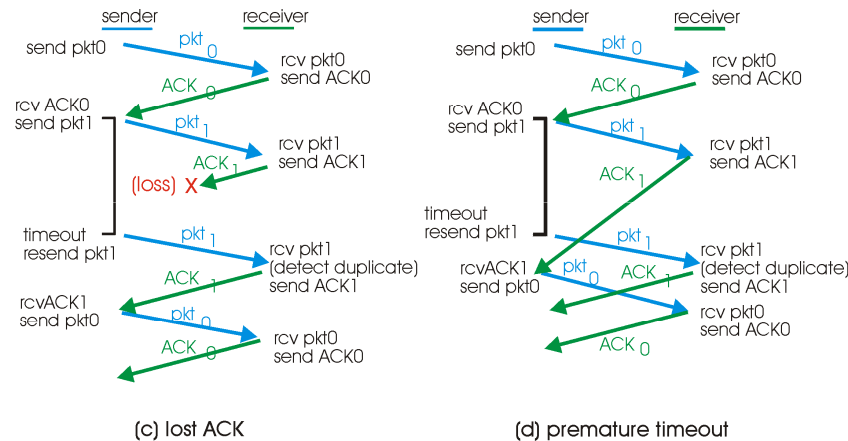 sender
receiver
send pkt0
pkt
0
rcv pkt0
send ACK0
ACK
0
rcv ACK0
send pkt1
pkt
1
rcv pkt1
send ACK1
ACK
1
(loss) X
timeout
resend pkt1
pkt
1
rcv pkt1
(detect duplicate)
send ACK1
ACK
1
rcvACK1
send pkt0
pkt
0
rcv pkt0
send ACK0
ACK
0
(c) lost ACK
sender
receiver
send pkt0
pkt
0
rcv pkt0
send ACK0
ACK
0
rcv ACK0
send pkt1
pkt
1
rcv pkt1
send ACK1
ACK
1
timeout
resend pkt1
pkt
1
rcv pkt1
(detect duplicate)
send ACK1
rcvACK1
send pkt0
pkt
0
ACK
1
rcv pkt0
send ACK0
ACK
0
(d) premature timeout